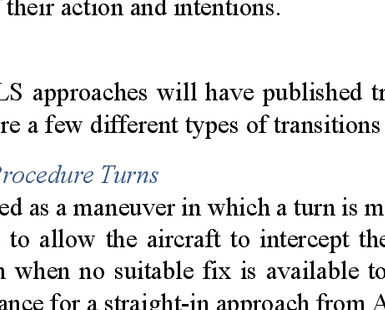 their action and intentions.
LS approaches will have published tr
re a few different types of transitions
Procedure Turns
ed as a maneuver in which a turn is m
to allow the aircraft to intercept the
n when no suitable fix is available to
ance for a straight-in approach from A